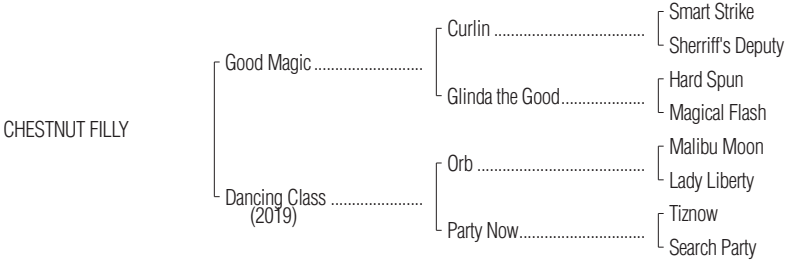 Smart Strike
Curlin ....................................
Sherriff's Deputy
Good Magic ..........................
Hard Spun
Glinda the Good....................
Magical Flash
CHESTNUT FILLY
Malibu Moon
Orb ........................................
Lady Liberty
Dancing Class ......................
(2019)
Tiznow
Party Now..............................
Search Party